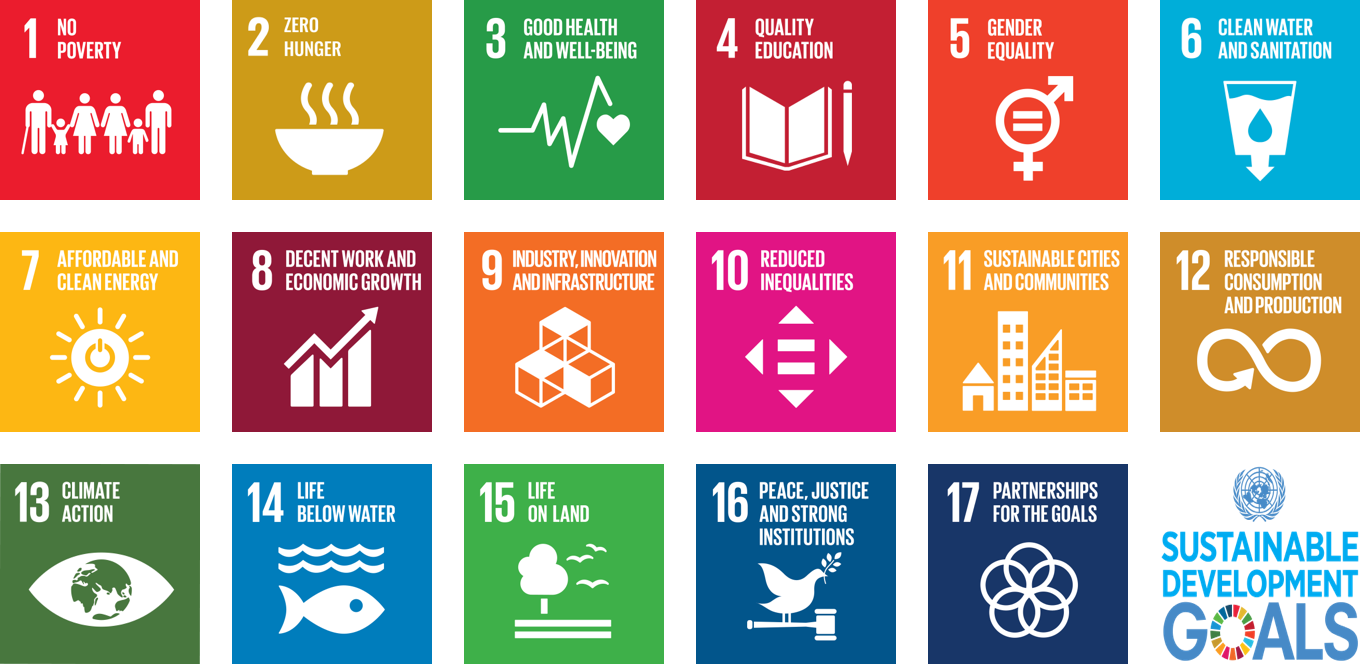 1 NO
POVERTY
2 ZERO
HUNGER
3 GOOD HEALTH
AND WELL-BEING
4 QUALITY
EDUCATION
5 GENDER
EQUALITY
6 CLEAN WATER
AND SANITATION
7 AFFORDABLE AND
CLEAN ENERGY
8 DECENT WORK AND
ECONOMIC GROWTH
9 INDUSTRY, INNOVATION
AND INFRASTRUCTURE
10 REDUCED
INEQUALITIES
11 SUSTAINABLE CITIES
AND COMMUNITIES
12 RESPONSIBLE
CONSUMPTION
AND PRODUCTION
13 CLIMATE
ACTION
14 LIFE
BELOW WATER
15 LIFE
ON LAND
16 PEACE, JUSTICE
AND STRONG
INSTITUTIONS
17 PARTNERSHIPS
FOR THE GOALS
SUSTAINABLE
DEVELOPMENT
GOALS